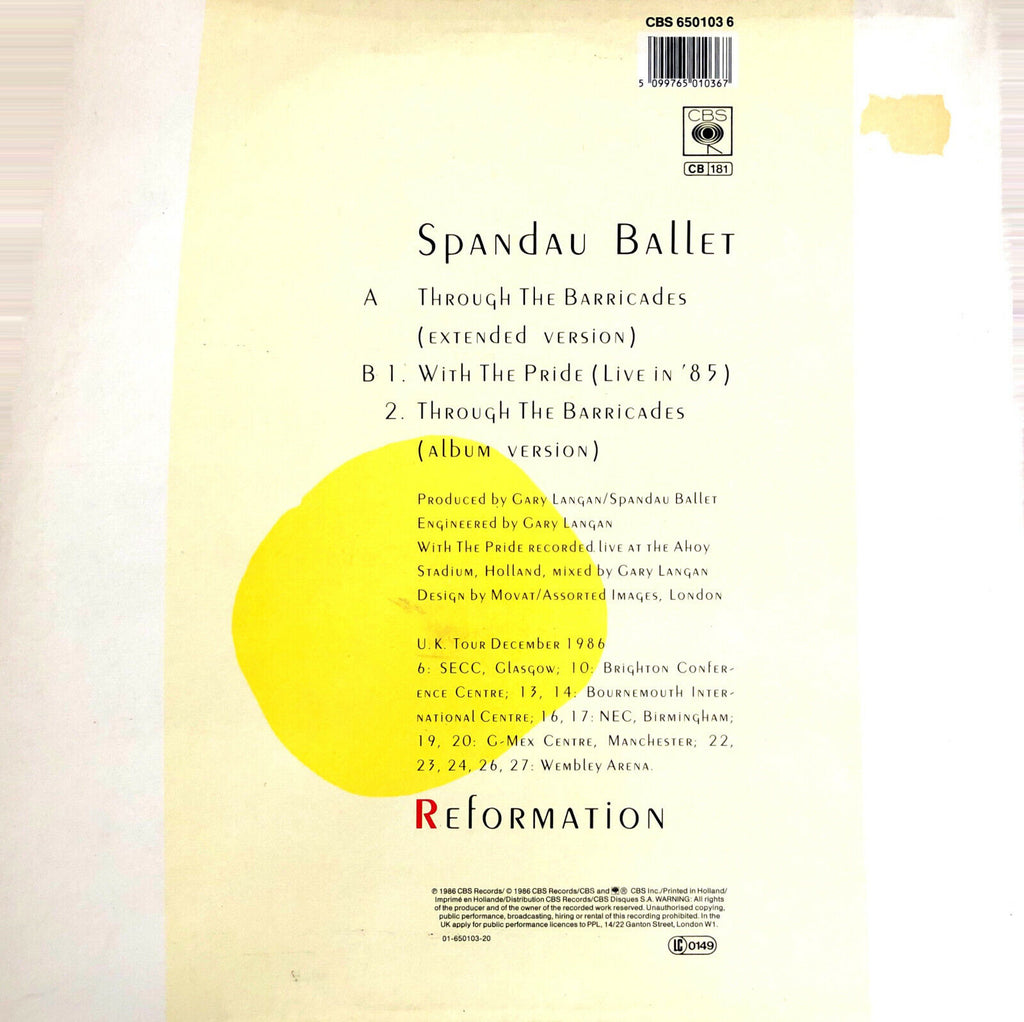 CBS 650103 6
5 099765 010367
CBS
CB 181
Spandau Ballet
A Through The Barricades
(extended version)
B 1. With The Pride (Live in '85)
2. Through The Barricades
(album version)
Produced by Gary Langan/Spandau Ballet
Engineered by Gary Langan
With The Pride recorded live at the Ahoy
Stadium, Holland, mixed by Gary Langan
Design by Movat/Assorted Images, London
U.K. Tour December 1986
6: SECC, Glasgow; 10: Brighton Confer-
ence Centre; 13, 14: Bournemouth Inter-
national Centre; 16, 17: NEC, Birmingham;
19, 20: G-Mex Centre, Manchester; 22,
23, 24, 26, 27: Wembley Arena.
Reformation
℗ 1986 CBS Records/ © 1986 CBS Records/CBS and ® CBS Inc./Printed in Holland/
Imprimé en Hollande/Distribution CBS Records/CBS Disques S.A. WARNING: All rights
of the producer and of the owner of the recorded work reserved. Unauthorised copying,
public performance, broadcasting, hiring or rental of this recording prohibited. In the
UK apply for public performance licences to PPL, 14/22 Ganton Street, London W1.
01-650103-20
LC 0149